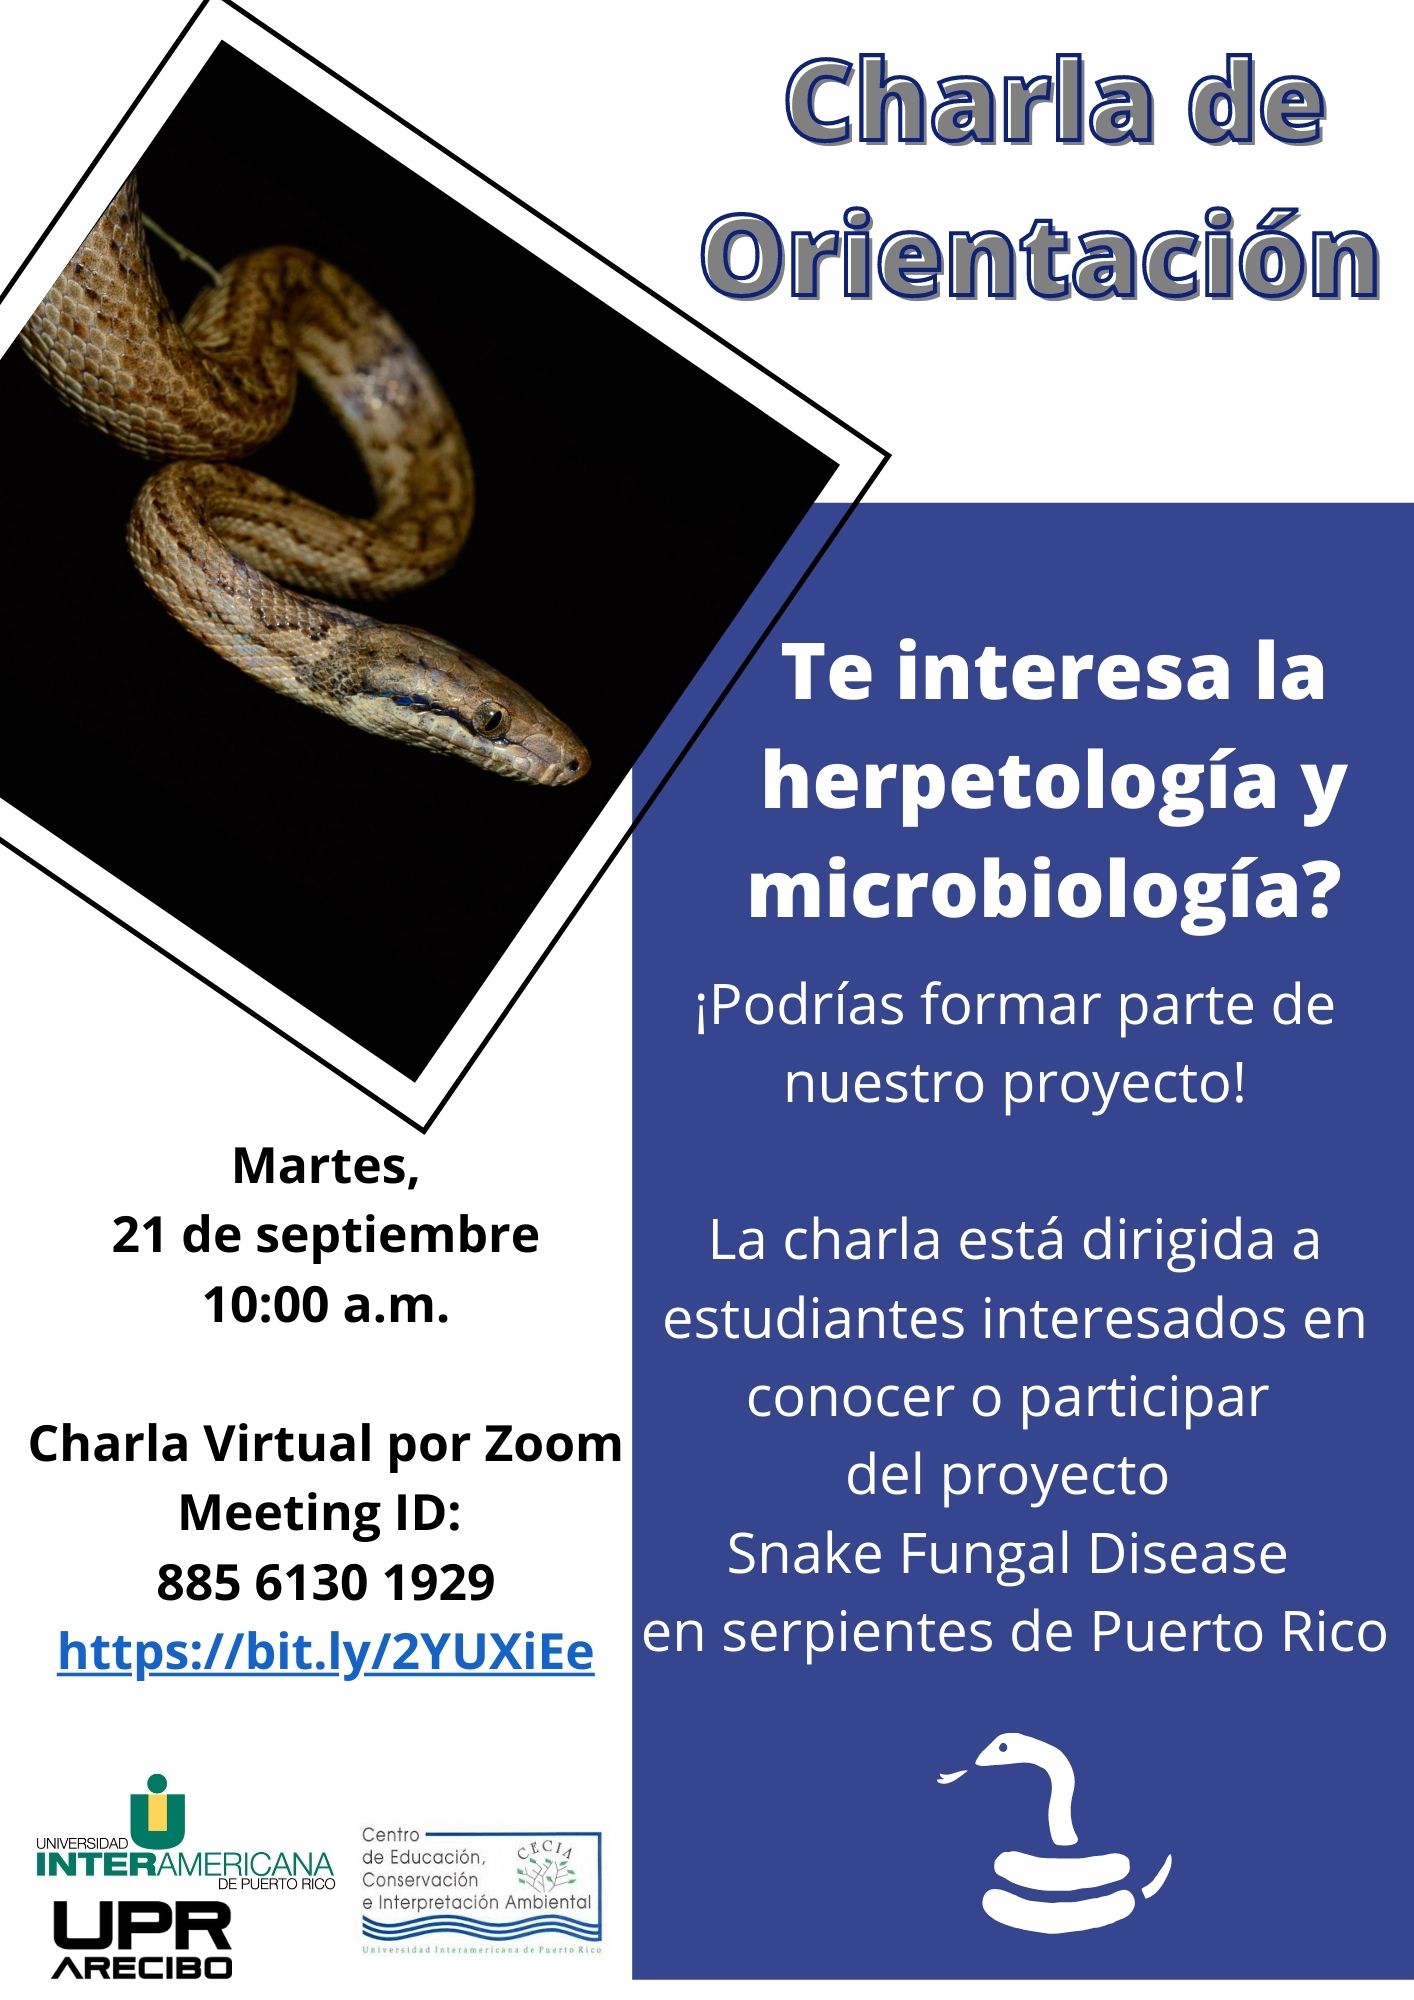 Charla de
Orientación
Te interesa la
herpetología y
microbiología?
¡Podrías formar parte de
nuestro proyecto!
La charla está dirigida a
estudiantes interesados en
conocer o participar
del proyecto
Snake Fungal Disease
en serpientes de Puerto Rico
Martes,
21 de septiembre
10:00 a.m.
Charla Virtual por Zoom
Meeting ID:
885 6130 1929
https://bit.ly/2YUXiEe
UNIVERSIDAD
INTERAMERICANA
DE PUERTO RICO
UPR
ARECIBO
Centro
de Educación,
Conservación
e Interpretación Ambiental
CECIA
Universidad Interamericana de Puerto Rico